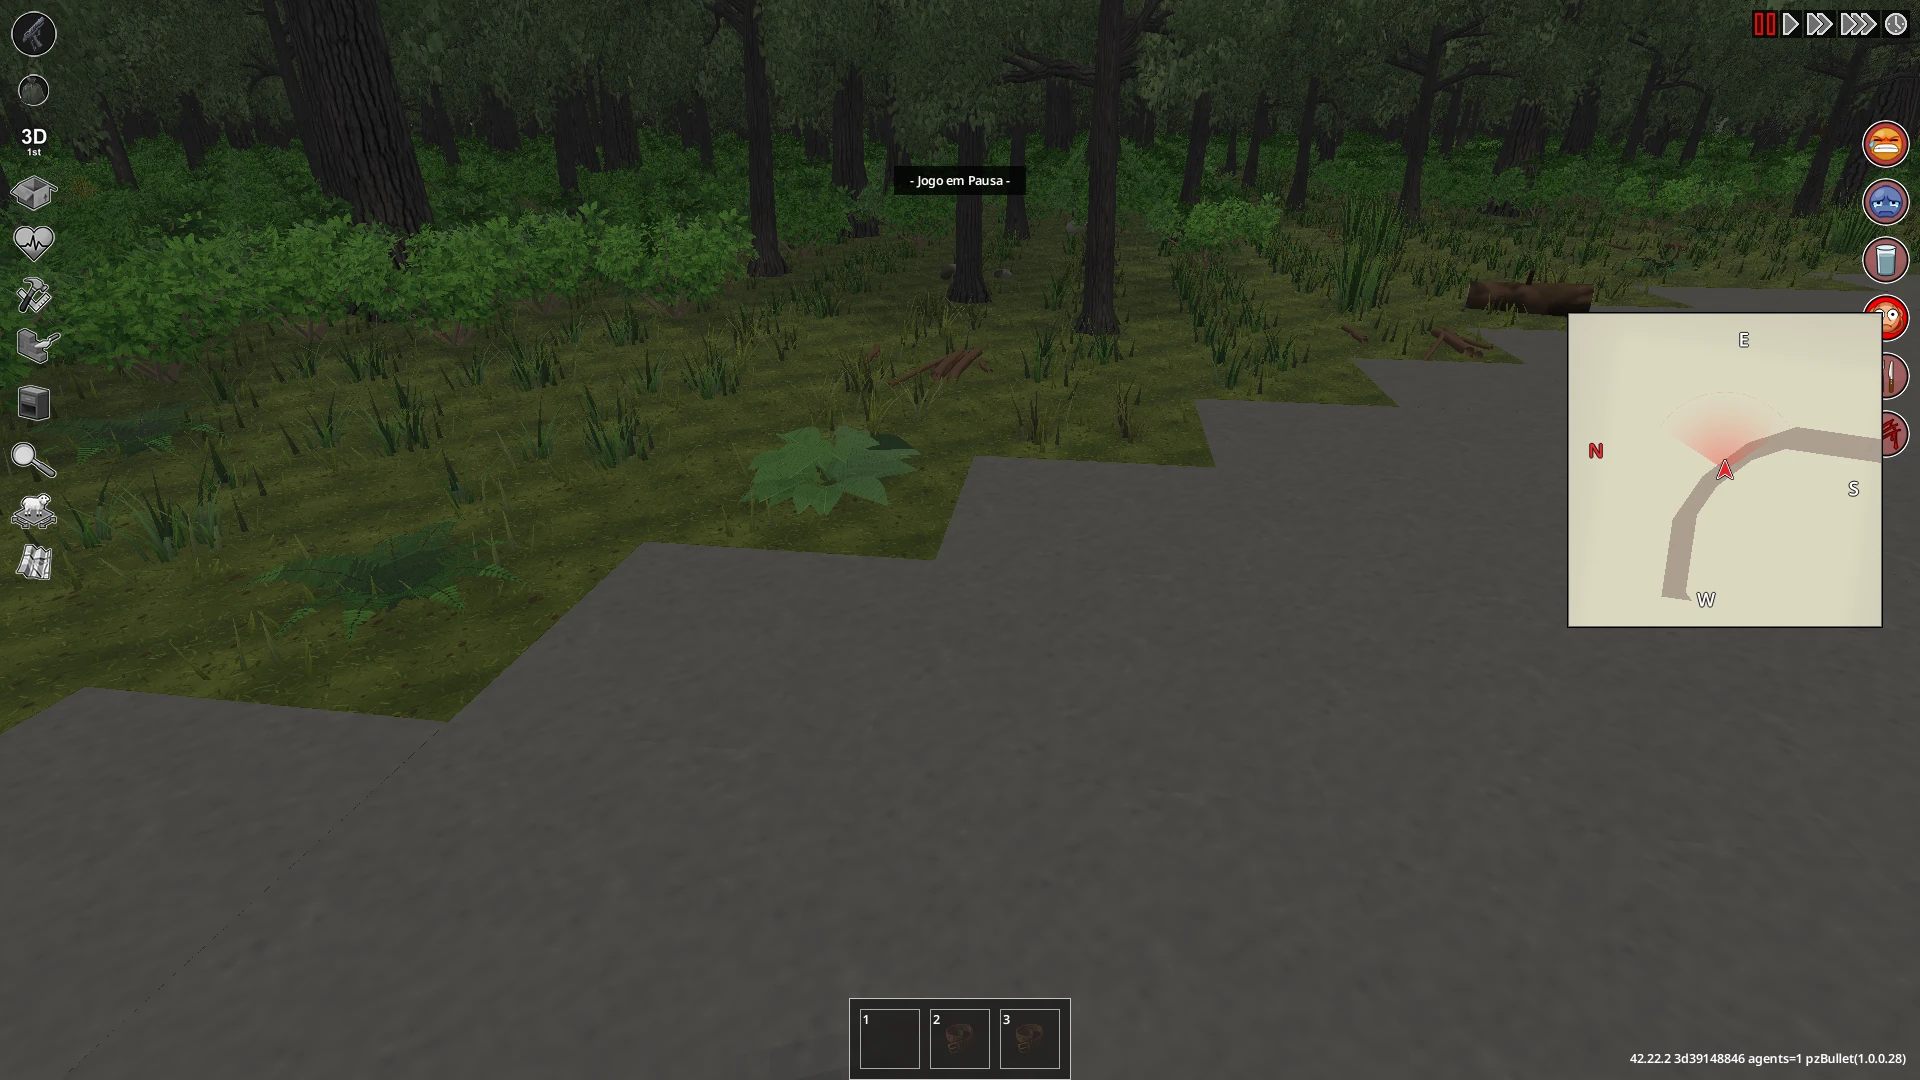 3D
1st
- Jogo em Pausa -
E
N
S
W
1
2
3
42.22.2 3d39148846 agents=1 pzBullet(1.0.0.28)